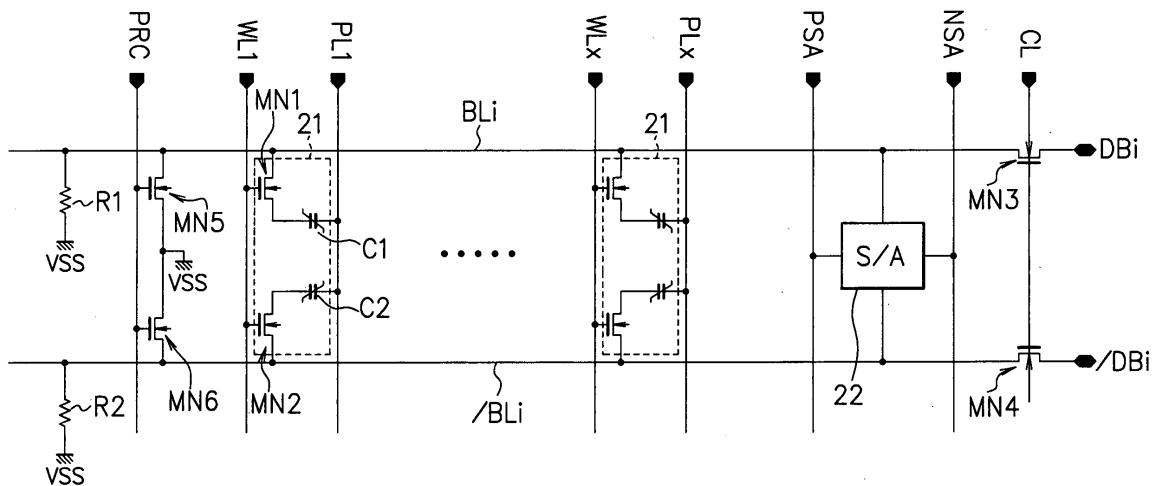 PRC
WL1
PL1
WLx
PLx
PSA
NSA
CL
MN1
21
BLi
21
DBi
MN3
R1
MN5
VSS
VSS
C1
S/A
C2
MN6
MN2
/BLi
22
MN4
/DBi
R2
VSS